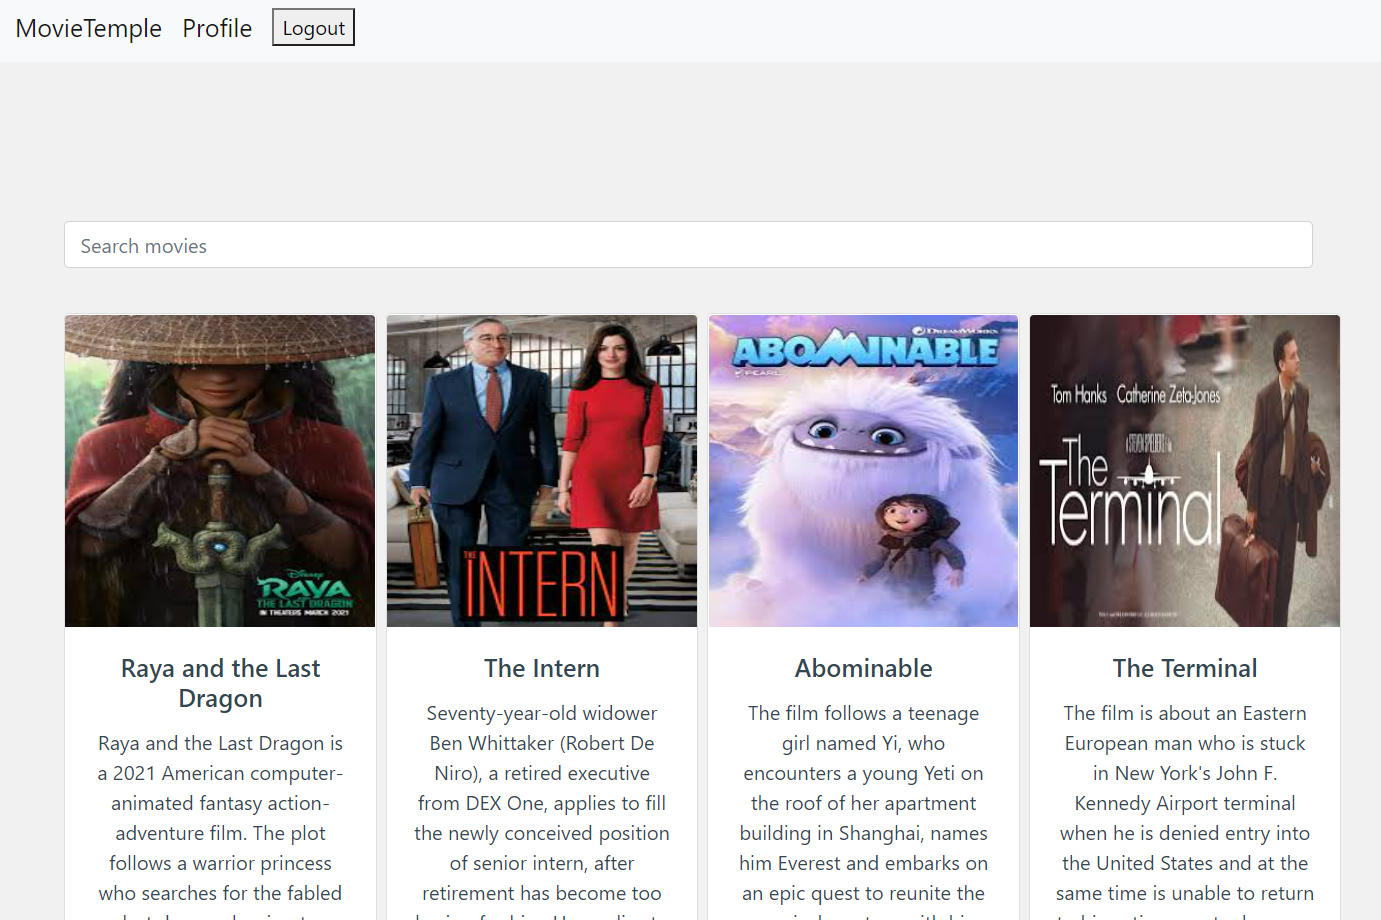 MovieTemple Profile Logout
Search movies
Disney
RAYA
AND
THE LAST DRAGON
IN THEATERS MARCH 2021
THE
INTERN
DREAMWORKS
ABOMINABLE
PEARL
Tom Hanks Catherine Zeta-Jones
A STEVEN SPIELBERG Film
The
Terminal
Raya and the Last
Dragon
Raya and the Last Dragon is
a 2021 American computer-
animated fantasy action-
adventure film. The plot
follows a warrior princess
who searches for the fabled
The Intern
Seventy-year-old widower
Ben Whittaker (Robert De
Niro), a retired executive
from DEX One, applies to fill
the newly conceived position
of senior intern, after
retirement has become too
Abominable
The film follows a teenage
girl named Yi, who
encounters a young Yeti on
the roof of her apartment
building in Shanghai, names
him Everest and embarks on
an epic quest to reunite the
The Terminal
The film is about an Eastern
European man who is stuck
in New York's John F.
Kennedy Airport terminal
when he is denied entry into
the United States and at the
same time is unable to return